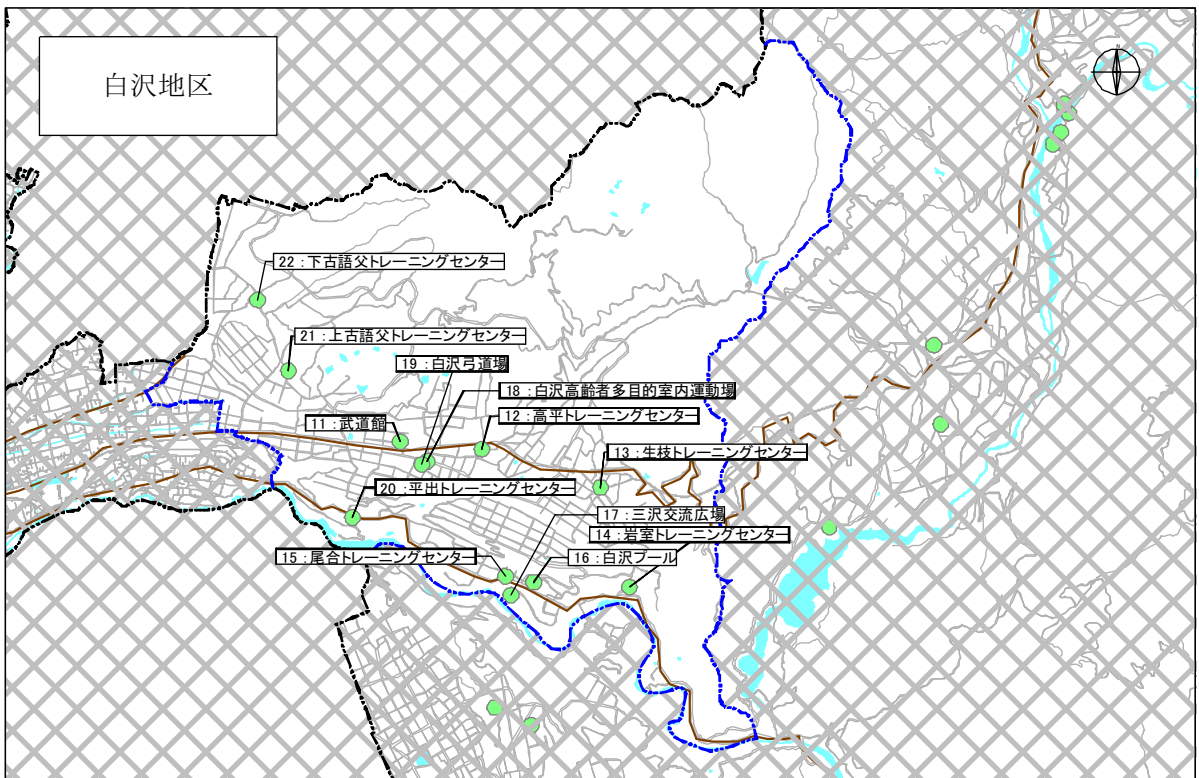 白沢地区
N
22：下古語父トレーニングセンター
21：上古語父トレーニングセンター
19：白沢弓道場
18：白沢高齢者多目的室内運動場
12：高平トレーニングセンター
11：武道館
13：生枝トレーニングセンター
20：平出トレーニングセンター
17：三沢交流広場
14：岩室トレーニングセンター
15：尾合トレーニングセンター
16：白沢プール